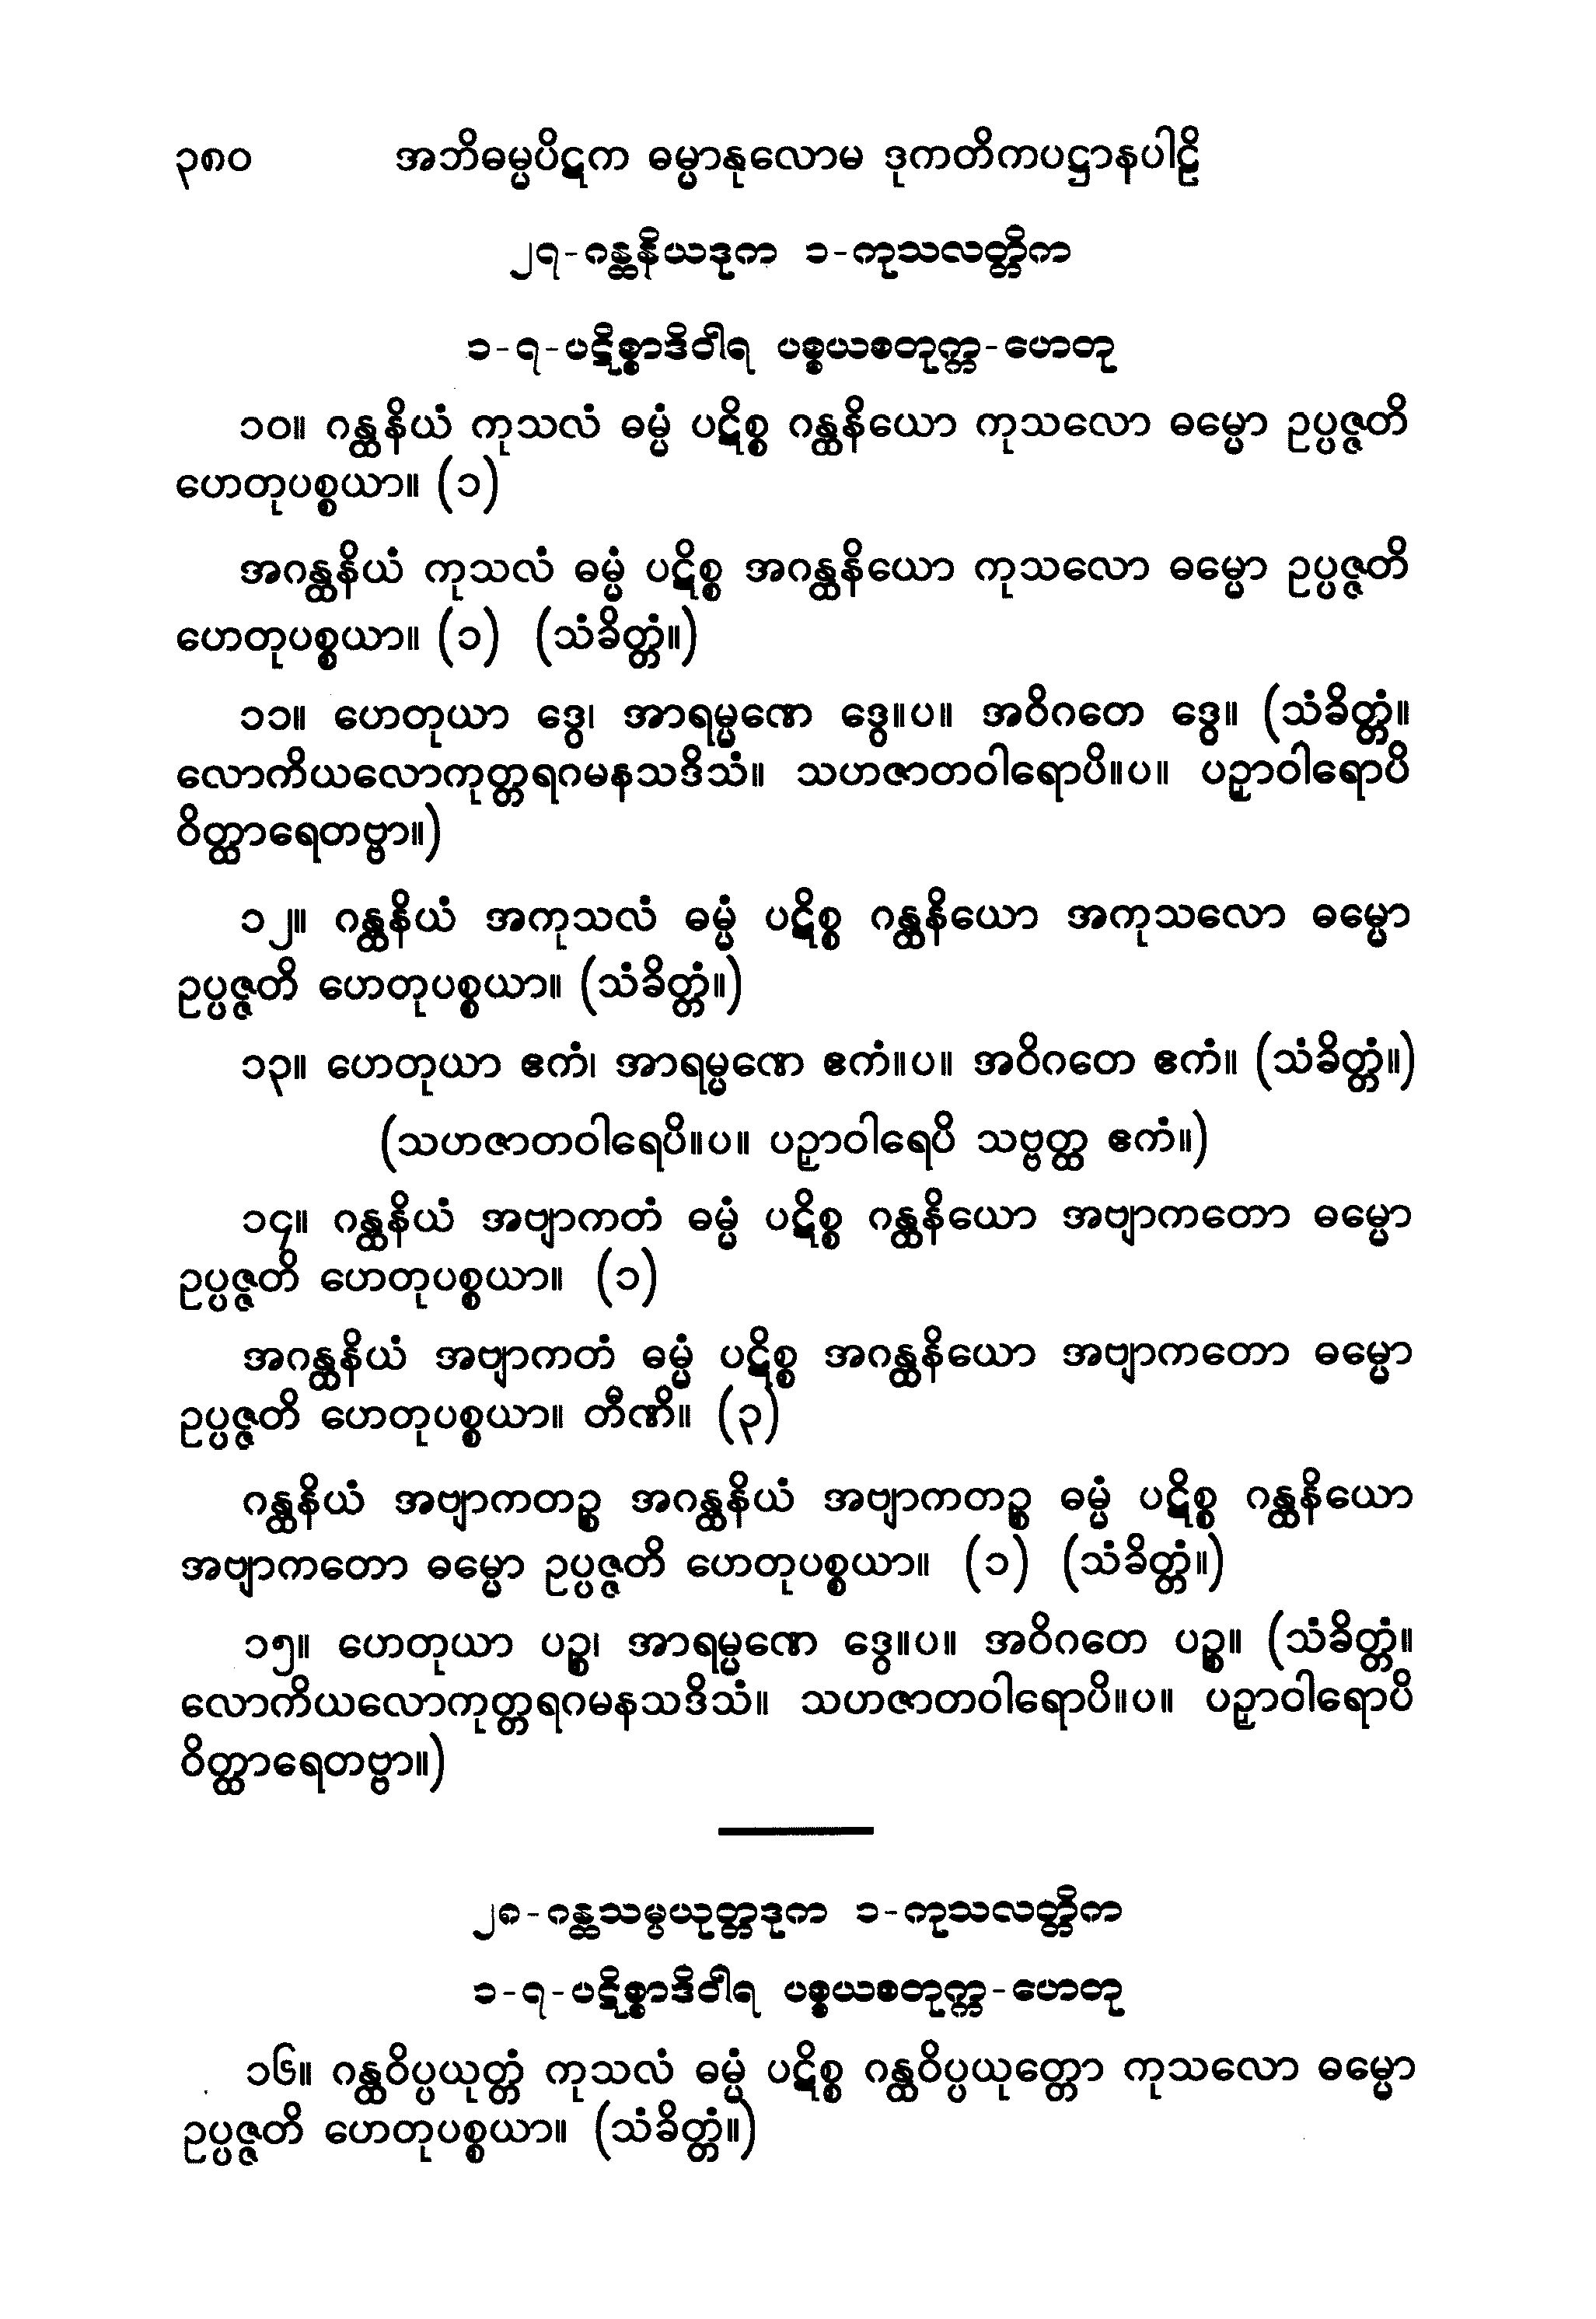 ၃၈၀ အဘိဓမ္မပိဋက ဓမ္မာနုလောမ ဒုကတိကပဋ္ဌာနပါဠိ
၂၇-ဂန္ထနိယဒုက ၁-ကုသလတ္တိက
၁-၇-ပဋိစ္စာဒိဝါရ ပစ္စယစတုက္က-ဟေတု
၁၀။ ဂန္ထနိယံ ကုသလံ ဓမ္မံ ပဋိစ္စ ဂန္ထနိယော ကုသလော ဓမ္မော ဥပ္ပဇ္ဇတိ
ဟေတုပစ္စယာ။ (၁)
အဂန္ထနိယံ ကုသလံ ဓမ္မံ ပဋိစ္စ အဂန္ထနိယော ကုသလော ဓမ္မော ဥပ္ပဇ္ဇတိ
ဟေတုပစ္စယာ။ (၁) (သံခိတ္တံ။)
၁၁။ ဟေတုယာ ဒွေ၊ အာရမ္မဏေ ဒွေ။ပ။ အဝိဂတေ ဒွေ။ (သံခိတ္တံ။
လောကိယလောကုတ္တရဂမနသဒိသံ။ သဟဇာတဝါရောပိ။ပ။ ပဉှာဝါရောပိ
ဝိတ္ထာရေတဗ္ဗာ။)
၁၂။ ဂန္ထနိယံ အကုသလံ ဓမ္မံ ပဋိစ္စ ဂန္ထနိယော အကုသလော ဓမ္မော
ဥပ္ပဇ္ဇတိ ဟေတုပစ္စယာ။ (သံခိတ္တံ။)
၁၃။ ဟေတုယာ ဧကံ၊ အာရမ္မဏေ ဧကံ။ပ။ အဝိဂတေ ဧကံ။ (သံခိတ္တံ။)
(သဟဇာတဝါရေပိ။ပ။ ပဉှာဝါရေပိ သဗ္ဗတ္ထ ဧကံ။)
၁၄။ ဂန္ထနိယံ အဗျာကတံ ဓမ္မံ ပဋိစ္စ ဂန္ထနိယော အဗျာကတော ဓမ္မော
ဥပ္ပဇ္ဇတိ ဟေတုပစ္စယာ။ (၁)
အဂန္ထနိယံ အဗျာကတံ ဓမ္မံ ပဋိစ္စ အဂန္ထနိယော အဗျာကတော ဓမ္မော
ဥပ္ပဇ္ဇတိ ဟေတုပစ္စယာ။ တီဏိ။ (၃)
ဂန္ထနိယံ အဗျာကတဉ္စ အဂန္ထနိယံ အဗျာကတဉ္စ ဓမ္မံ ပဋိစ္စ ဂန္ထနိယော
အဗျာကတော ဓမ္မော ဥပ္ပဇ္ဇတိ ဟေတုပစ္စယာ။ (၁) (သံခိတ္တံ။)
၁၅။ ဟေတုယာ ပဉ္စ၊ အာရမ္မဏေ ဒွေ။ပ။ အဝိဂတေ ပဉ္စ။ (သံခိတ္တံ။
လောကိယလောကုတ္တရဂမနသဒိသံ။ သဟဇာတဝါရောပိ။ပ။ ပဉှာဝါရောပိ
ဝိတ္ထာရေတဗ္ဗာ။)
၂၈-ဂန္ထသမ္ပယုတ္တဒုက ၁-ကုသလတ္တိက
၁-၇-ပဋိစ္စာဒိဝါရ ပစ္စယစတုက္က-ဟေတု
၁၆။ ဂန္ထဝိပ္ပယုတ္တံ ကုသလံ ဓမ္မံ ပဋိစ္စ ဂန္ထဝိပ္ပယုတ္တော ကုသလော ဓမ္မော
ဥပ္ပဇ္ဇတိ ဟေတုပစ္စယာ။ (သံခိတ္တံ။)